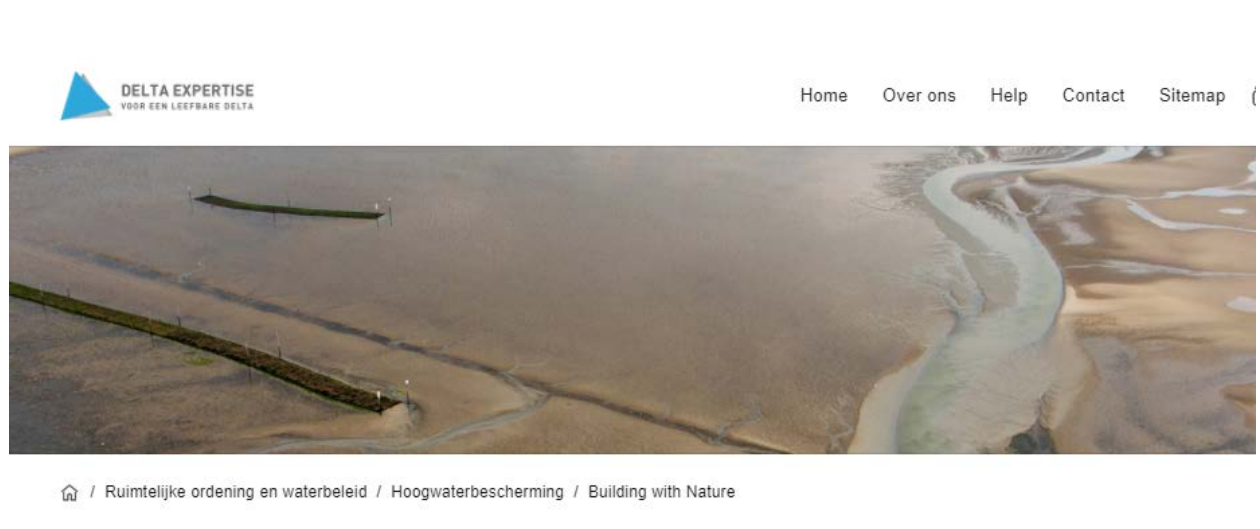 DELTA EXPERTISE
VOOR EEN LEEFBARE DELTA
Home Over ons Help Contact Sitemap
/ Ruimtelijke ordening en waterbeleid / Hoogwaterbescherming / Building with Nature